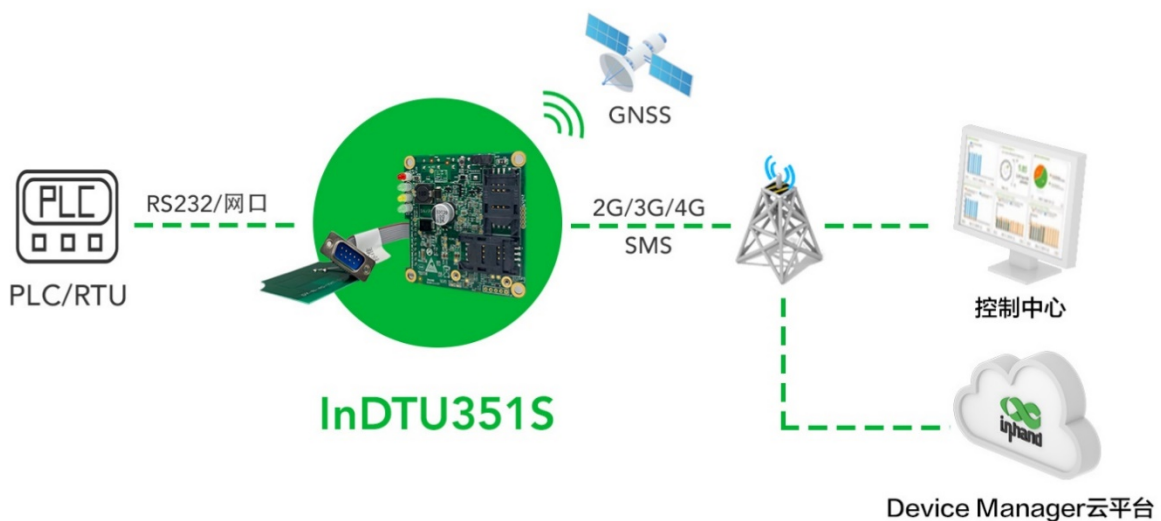 GNSS
PLC
RS232/网口
2G/3G/4G
SMS
PLC/RTU
控制中心
InDTU351S
inhand
Device Manager云平台